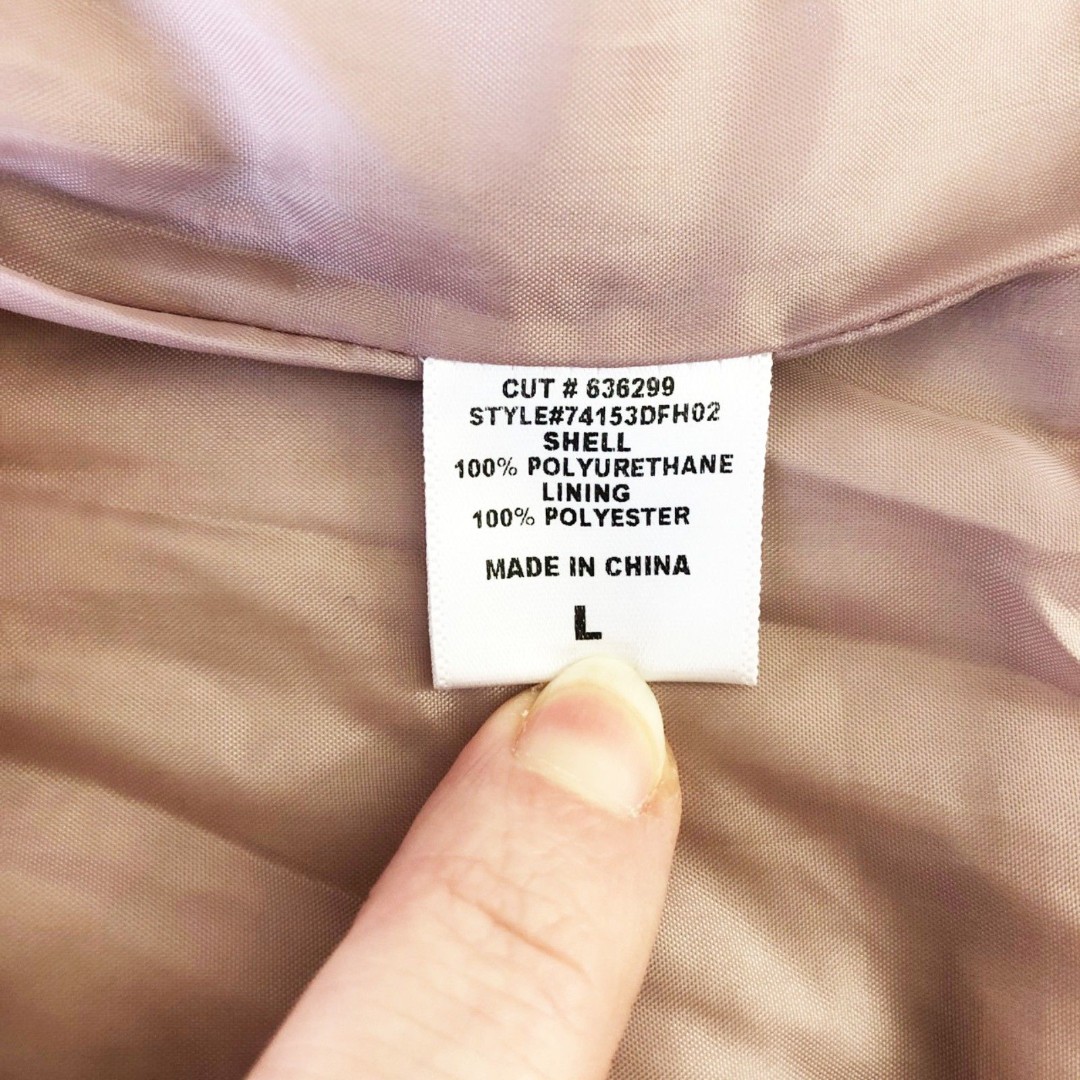 CUT # 636299
STYLE#74153DFH02
SHELL
100% POLYURETHANE
LINING
100% POLYESTER
MADE IN CHINA
L